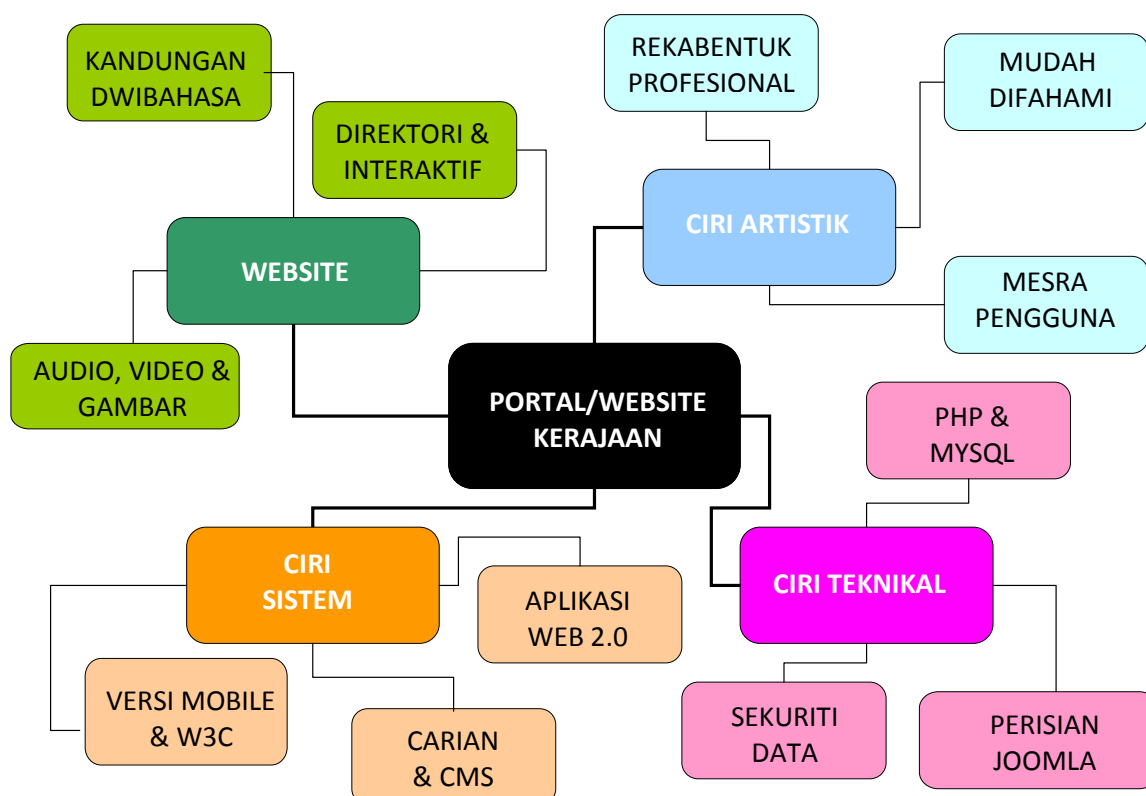 KANDUNGAN
DWIBAHASA
DIREKTORI &
INTERAKTIF
WEBSITE
AUDIO, VIDEO &
GAMBAR
REKABENTUK
PROFESIONAL
MUDAH
DIFAHAMI
CIRI ARTISTIK
MESRA
PENGGUNA
PORTAL/WEBSITE
KERAJAAN
PHP &
MYSQL
CIRI
SISTEM
APLIKASI
WEB 2.0
VERSI MOBILE
& W3C
CARIAN
& CMS
CIRI TEKNIKAL
SEKURITI
DATA
PERISIAN
JOOMLA